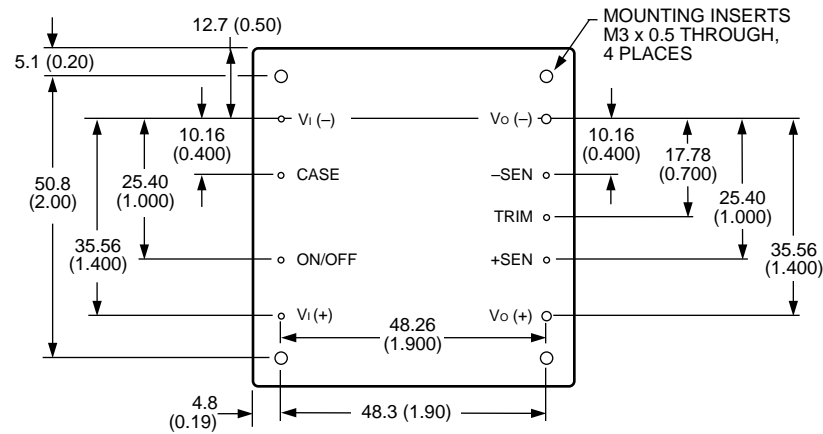 12.7 (0.50)
MOUNTING INSERTS
M3 x 0.5 THROUGH,
4 PLACES
5.1 (0.20)
VI (–)
VO (–)
10.16
(0.400)
10.16
(0.400)
17.78
(0.700)
CASE
–SEN
50.8
(2.00)
25.40
(1.000)
25.40
(1.000)
TRIM
35.56
(1.400)
35.56
(1.400)
ON/OFF
+SEN
VI (+)
VO (+)
48.26
(1.900)
4.8
(0.19)
48.3 (1.90)